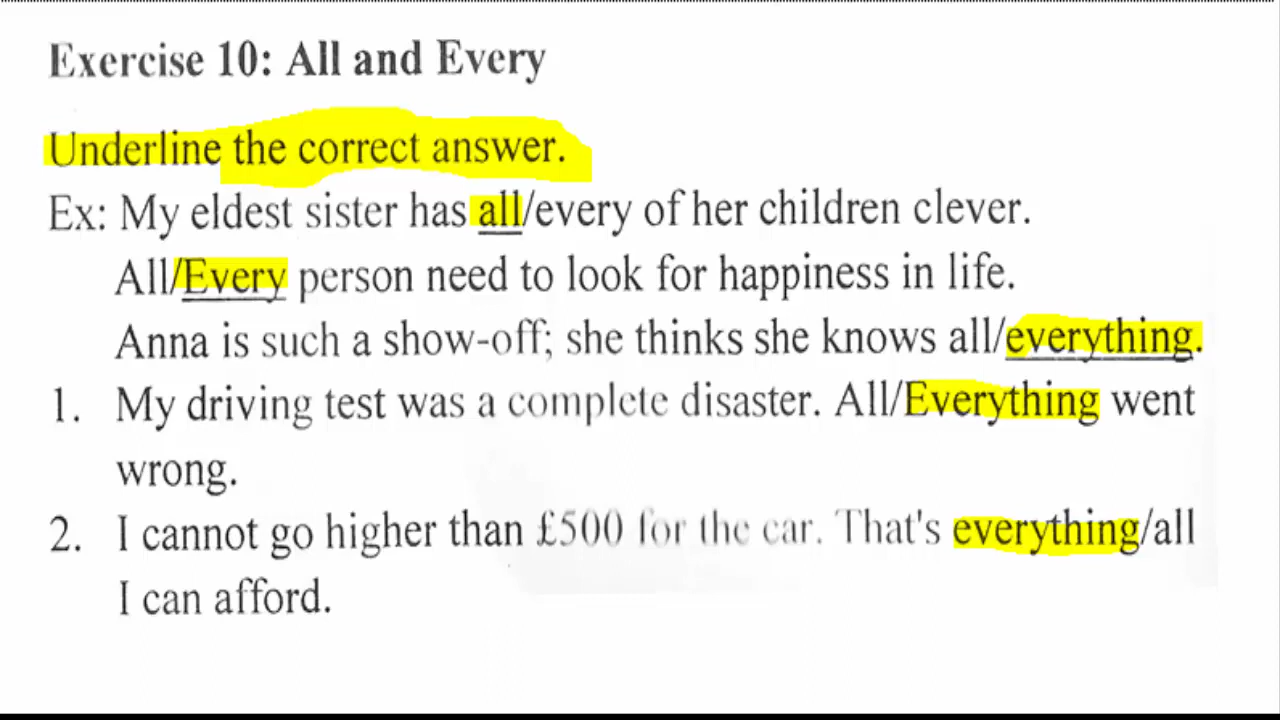 Exercise 10: All and Every
Underline the correct answer.
Ex: My eldest sister has all/every of her children clever.
All/Every person need to look for happiness in life.
Anna is such a show-off; she thinks she knows all/everything.
1. My driving test was a complete disaster. All/Everything went
wrong.
2. I cannot go higher than £500 for the car. That's everything/all
I can afford.